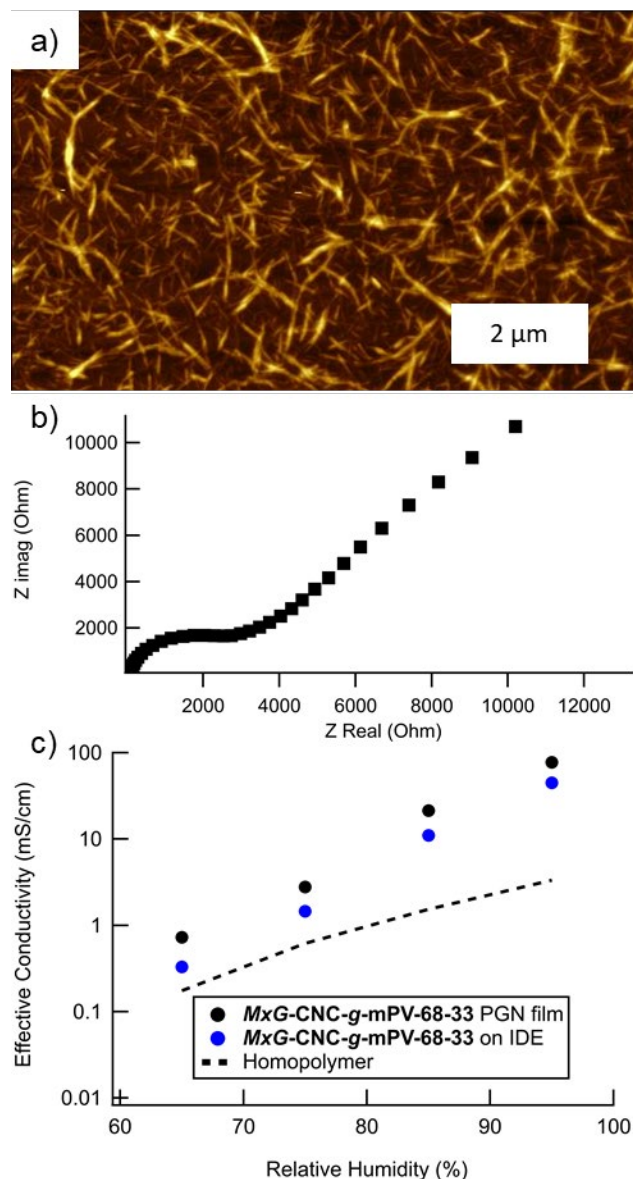 a)
2 μm
b)
Z imag (Ohm)
10000
8000
6000
4000
2000
2000 4000 6000 8000 10000 12000
Z Real (Ohm)
c)
Effective Conductivity (mS/cm)
100
10
1
0.1
0.01
MxG-CNC-g-mPV-68-33 PGN film
MxG-CNC-g-mPV-68-33 on IDE
Homopolymer
60 70 80 90 100
Relative Humidity (%)